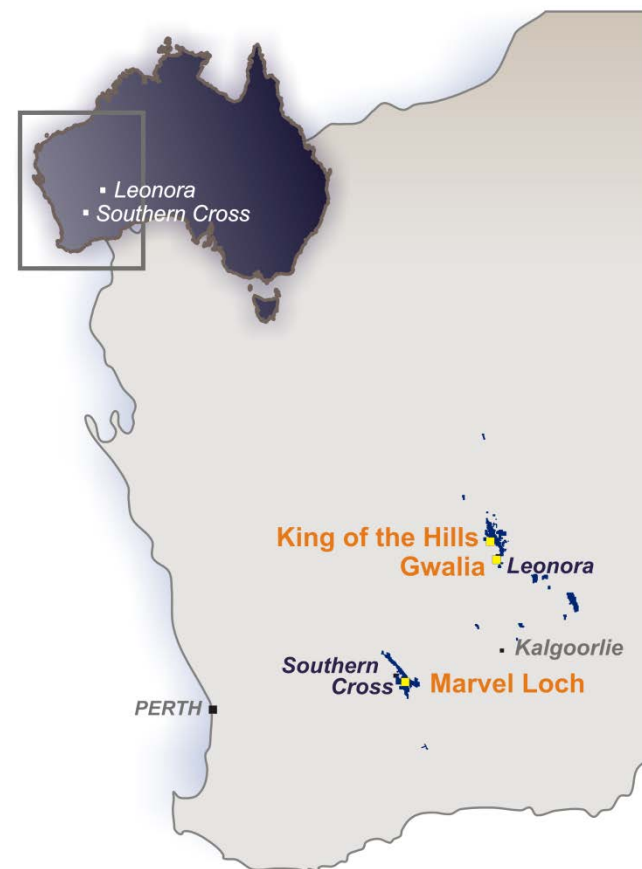 Leonora
Southern Cross
King of the Hills
Gwalia
Leonora
Kalgoorlie
Southern
Cross
Marvel Loch
PERTH